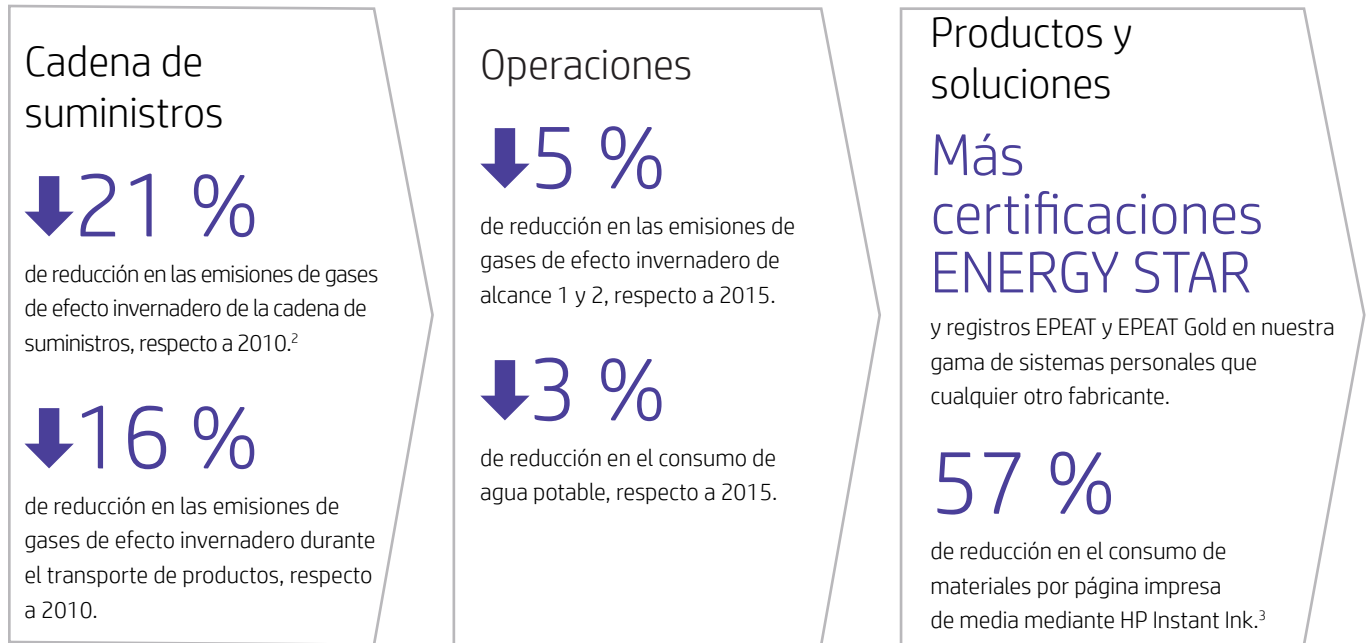 Cadena de
suministros
21 %
de reducción en las emisiones de gases
de efecto invernadero de la cadena de
suministros, respecto a 2010.²
16 %
de reducción en las emisiones de
gases de efecto invernadero durante
el transporte de productos, respecto
a 2010.
Operaciones
5 %
de reducción en las emisiones de
gases de efecto invernadero de
alcance 1 y 2, respecto a 2015.
3 %
de reducción en el consumo de
agua potable, respecto a 2015.
Productos y
soluciones
Más
certificaciones
ENERGY STAR
y registros EPEAT y EPEAT Gold en nuestra
gama de sistemas personales que
cualquier otro fabricante.
57 %
de reducción en el consumo de
materiales por página impresa
de media mediante HP Instant Ink.³